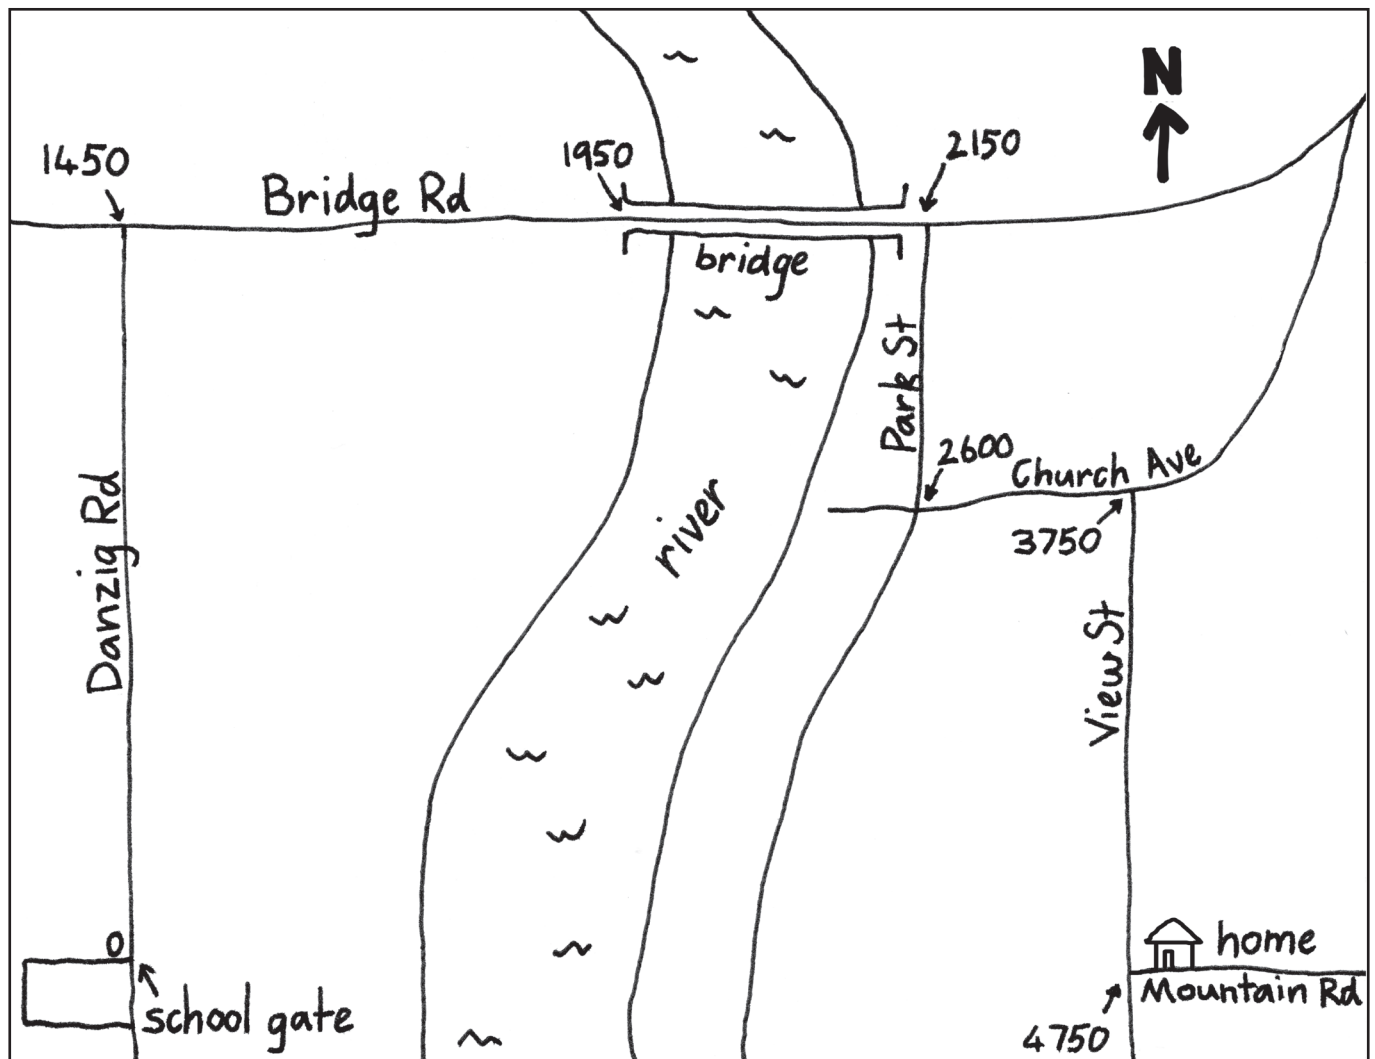 N
1450
1950
2150
Bridge Rd
bridge
Park St
2600
Church Ave
3750
river
Danzig Rd
View St
0
school gate
home
Mountain Rd
4750